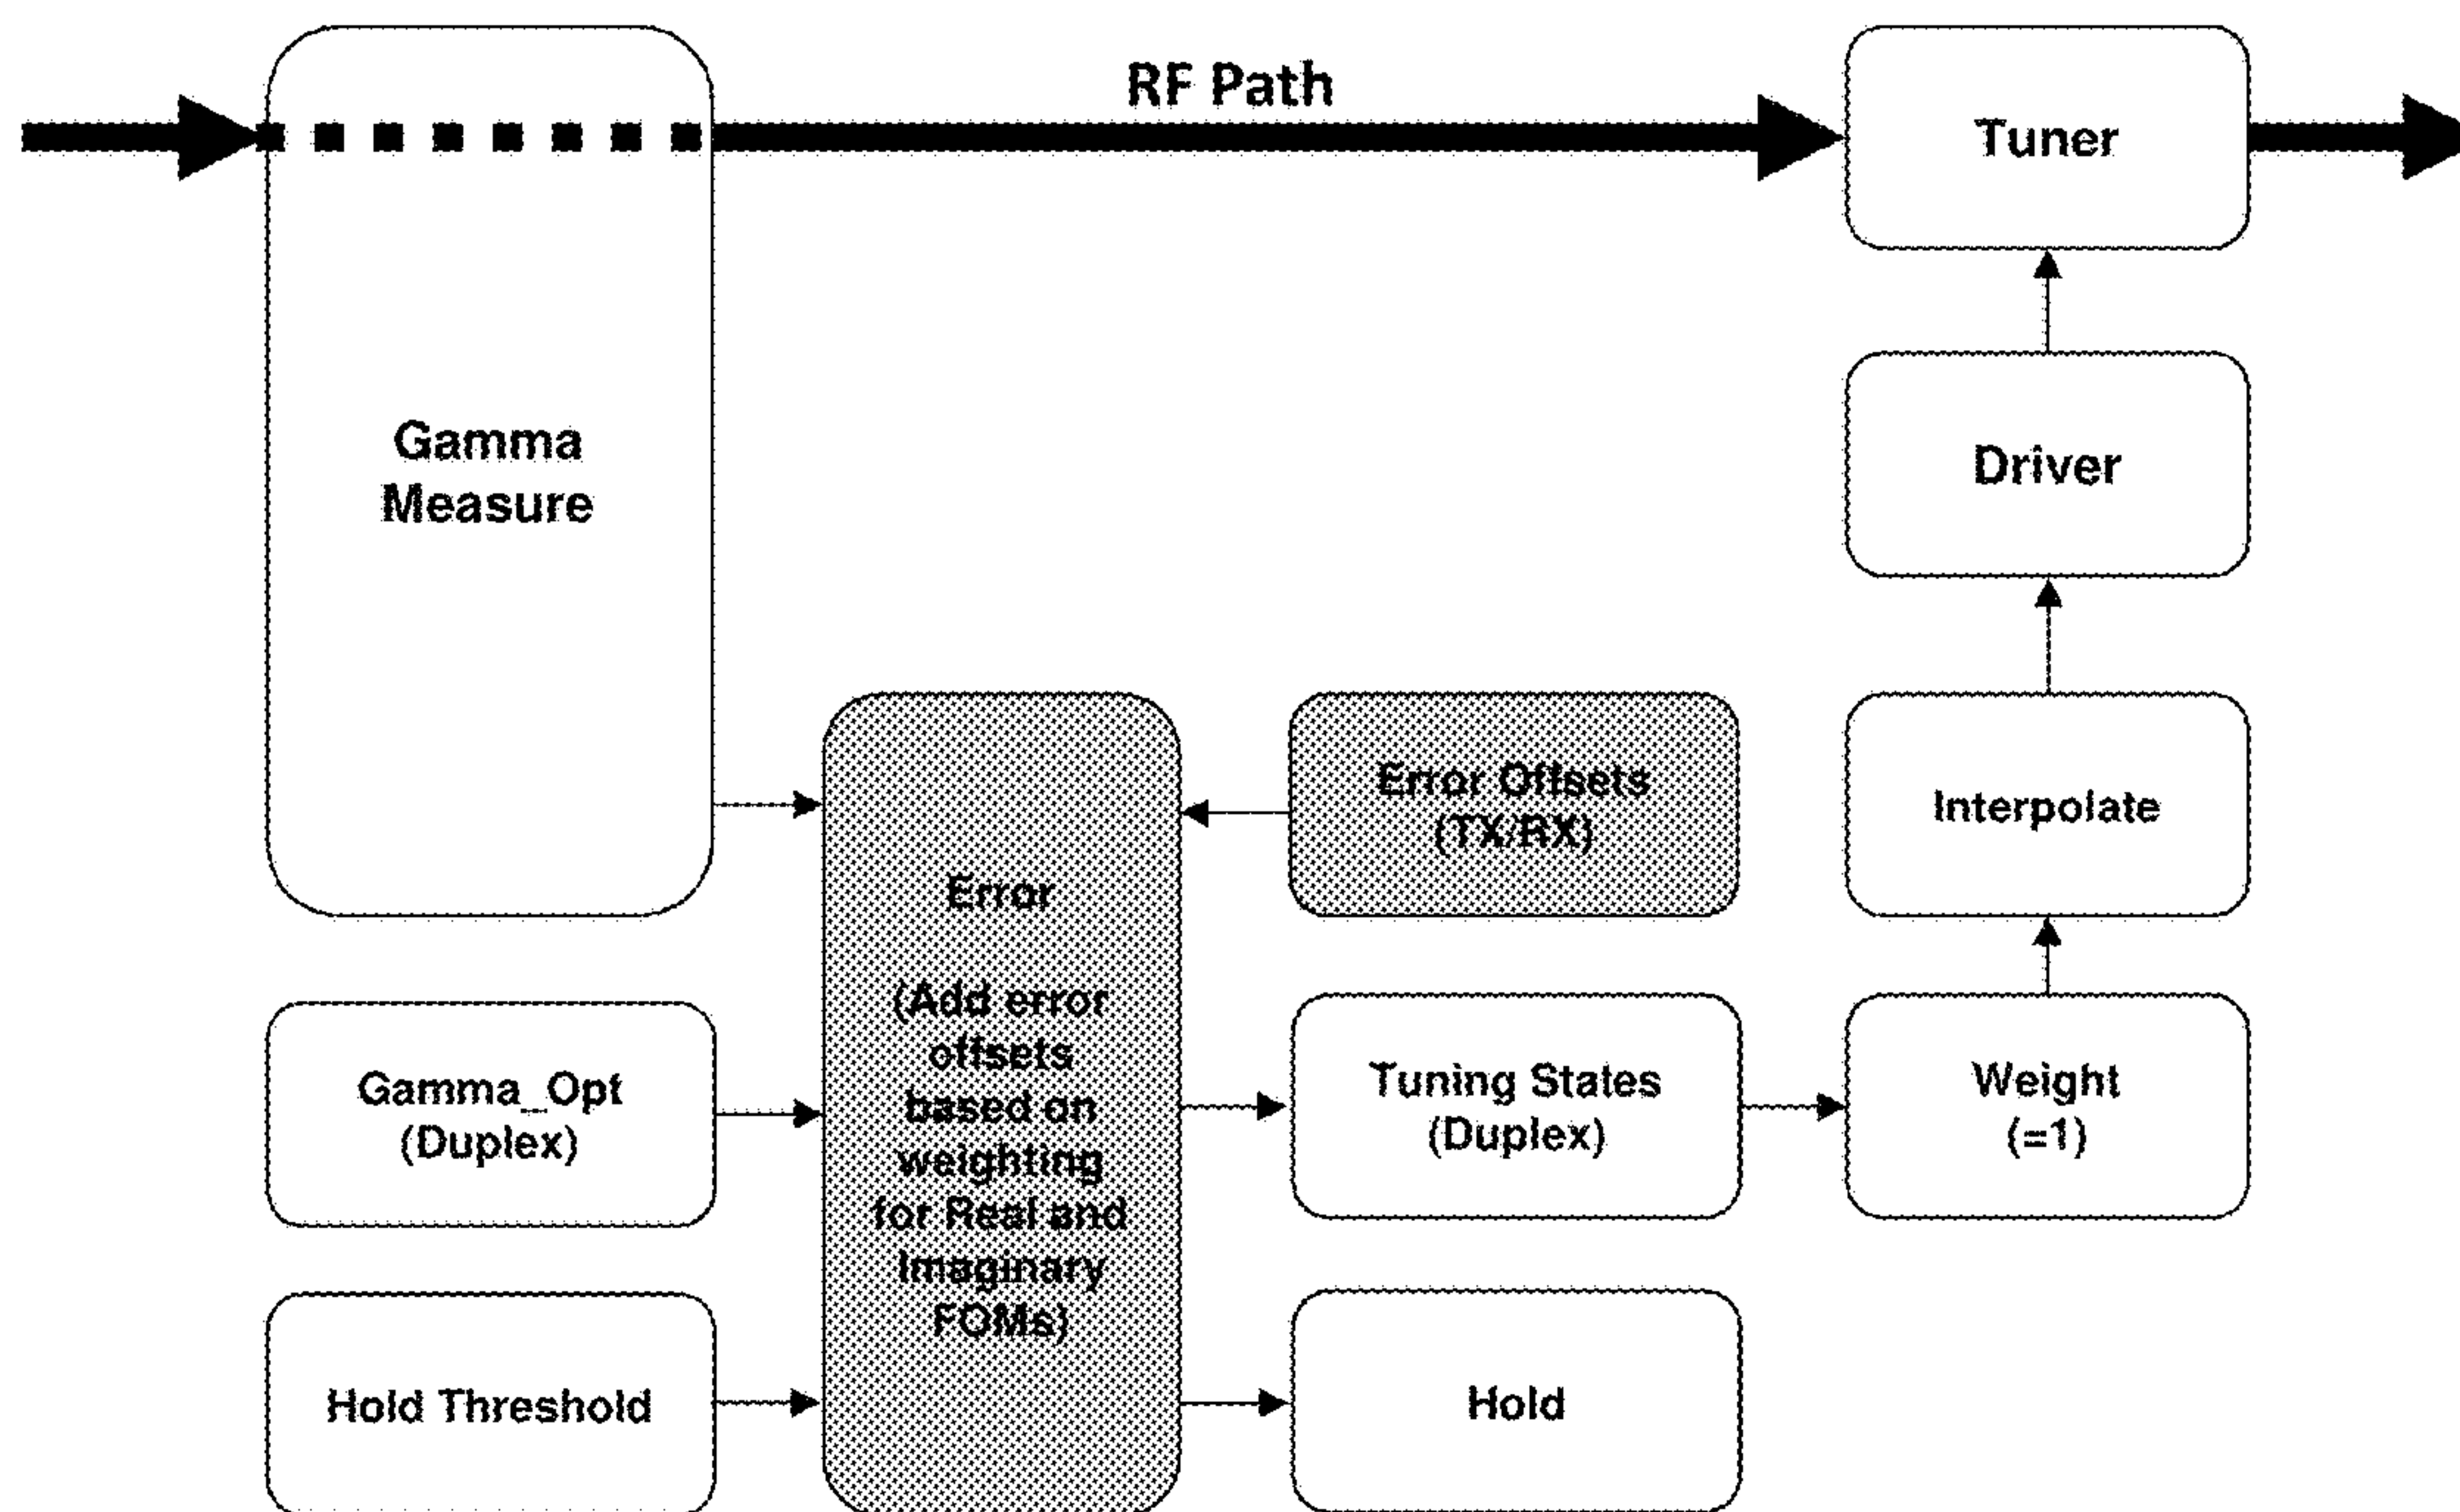 RF Path
Tuner
Gamma
Measure
Driver
Error Offsets
(TX/RX)
Interpolate
Error
(Add error
offsets
based on
weighting
for Real and
Imaginary
FOMs)
Gamma_Opt
(Duplex)
Tuning States
(Duplex)
Weight
(=1)
Hold Threshold
Hold